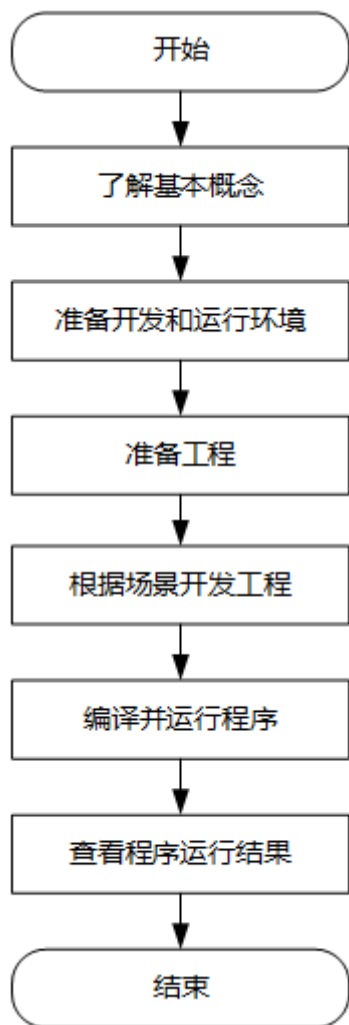 开始
了解基本概念
准备开发和运行环境
准备工程
根据场景开发工程
编译并运行程序
查看程序运行结果
结束